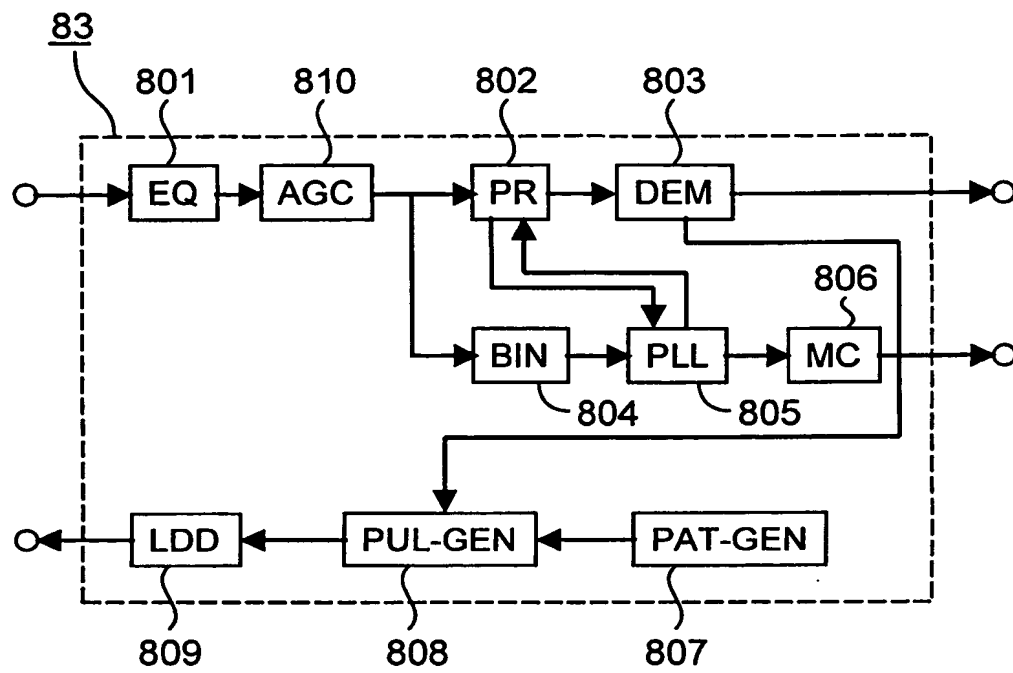 83
801
810
802
803
EQ
AGC
PR
DEM
806
BIN
PLL
MC
804
805
LDD
PUL-GEN
PAT-GEN
809
808
807